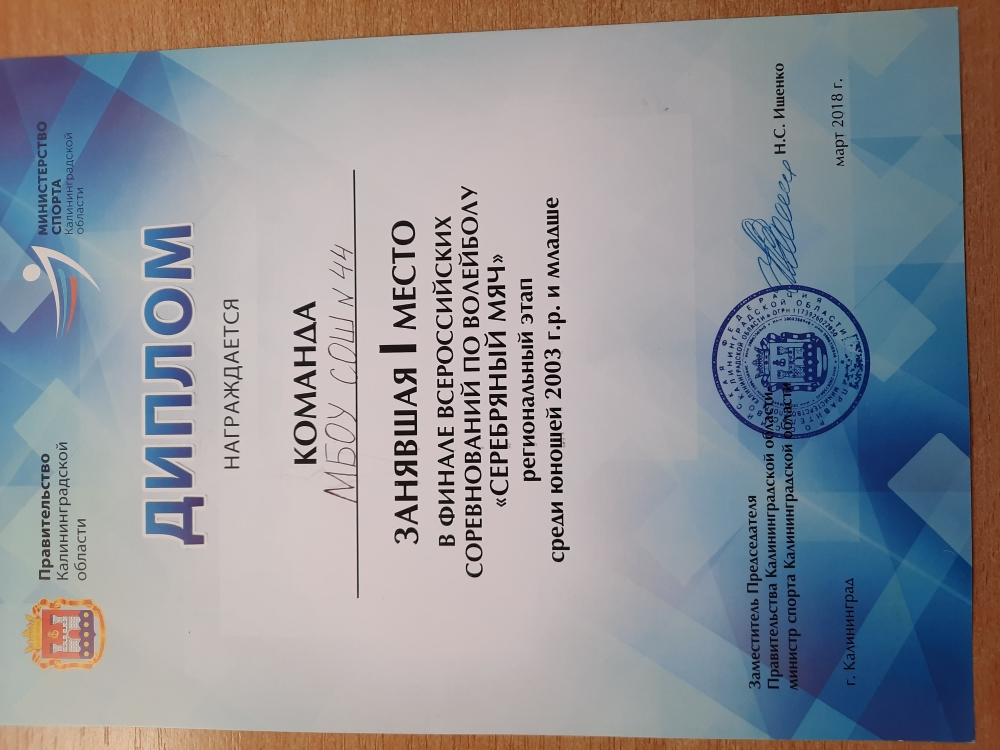 Правительство
Калининградской
области
МИНИСТЕРСТВО
СПОРТА
Калининградской
области
ДИПЛОМ
НАГРАЖДАЕТСЯ
КОМАНДА
МБОУ СОШ N 44
ЗАНЯВШАЯ I МЕСТО
В ФИНАЛЕ ВСЕРОССИЙСКИХ
СОРЕВНОВАНИЙ ПО ВОЛЕЙБОЛУ
«СЕРЕБРЯНЫЙ МЯЧ»
региональный этап
среди юношей 2003 г.р. и младше
Заместитель Председателя
Правительства Калининградской области,
министр спорта Калининградской области
Н.С. Ищенко
г. Калининград
март 2018 г.